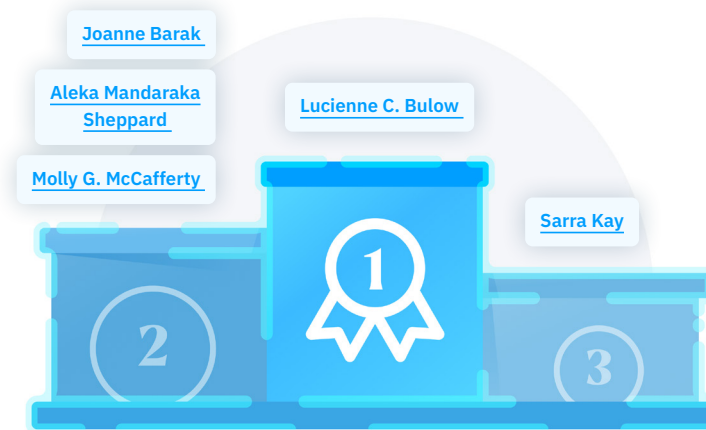 Joanne Barak
Aleka Mandaraka
Sheppard
Molly G. McCafferty
Lucienne C. Bulow
Sarra Kay
1
2
3